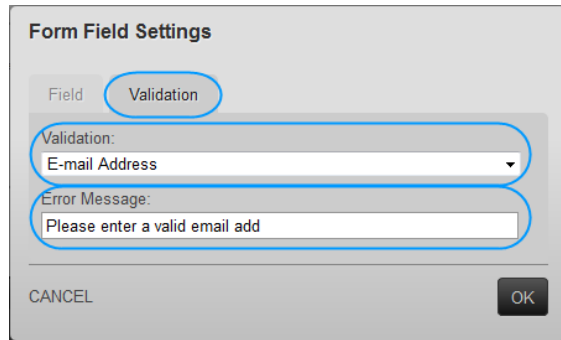 Form Field Settings
Field
Validation
Validation:
E-mail Address
Error Message:
Please enter a valid email add
CANCEL
OK